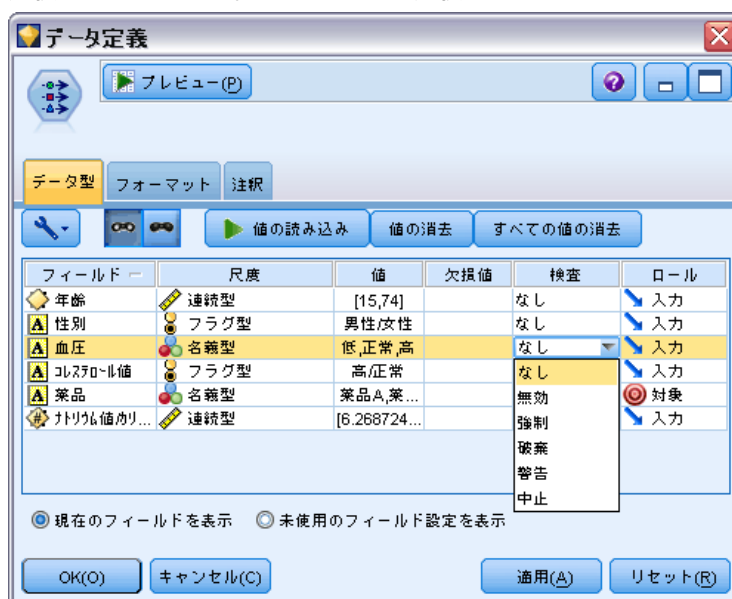 データ定義
プレビュー(P)
データ型 フォーマット 注釈
値の読み込み 値の消去 すべての値の消去
フィールド 尺度 値 欠損値 検査 ロール
年齢 連続型 [15,74] なし 入力
A 性別 フラグ型 男性/女性 なし 入力
A 血圧 名義型 低,正常,高 なし 入力
A コレステロール値 フラグ型 高/正常 なし 入力
A 薬品 名義型 薬品A,薬... 無効 対象
# ナトリウム値/カリ... 連続型 [6.268724... 強制 入力
破棄
警告
中止
現在のフィールドを表示 未使用のフィールド設定を表示
OK(O) キャンセル(C) 適用(A) リセット(R)